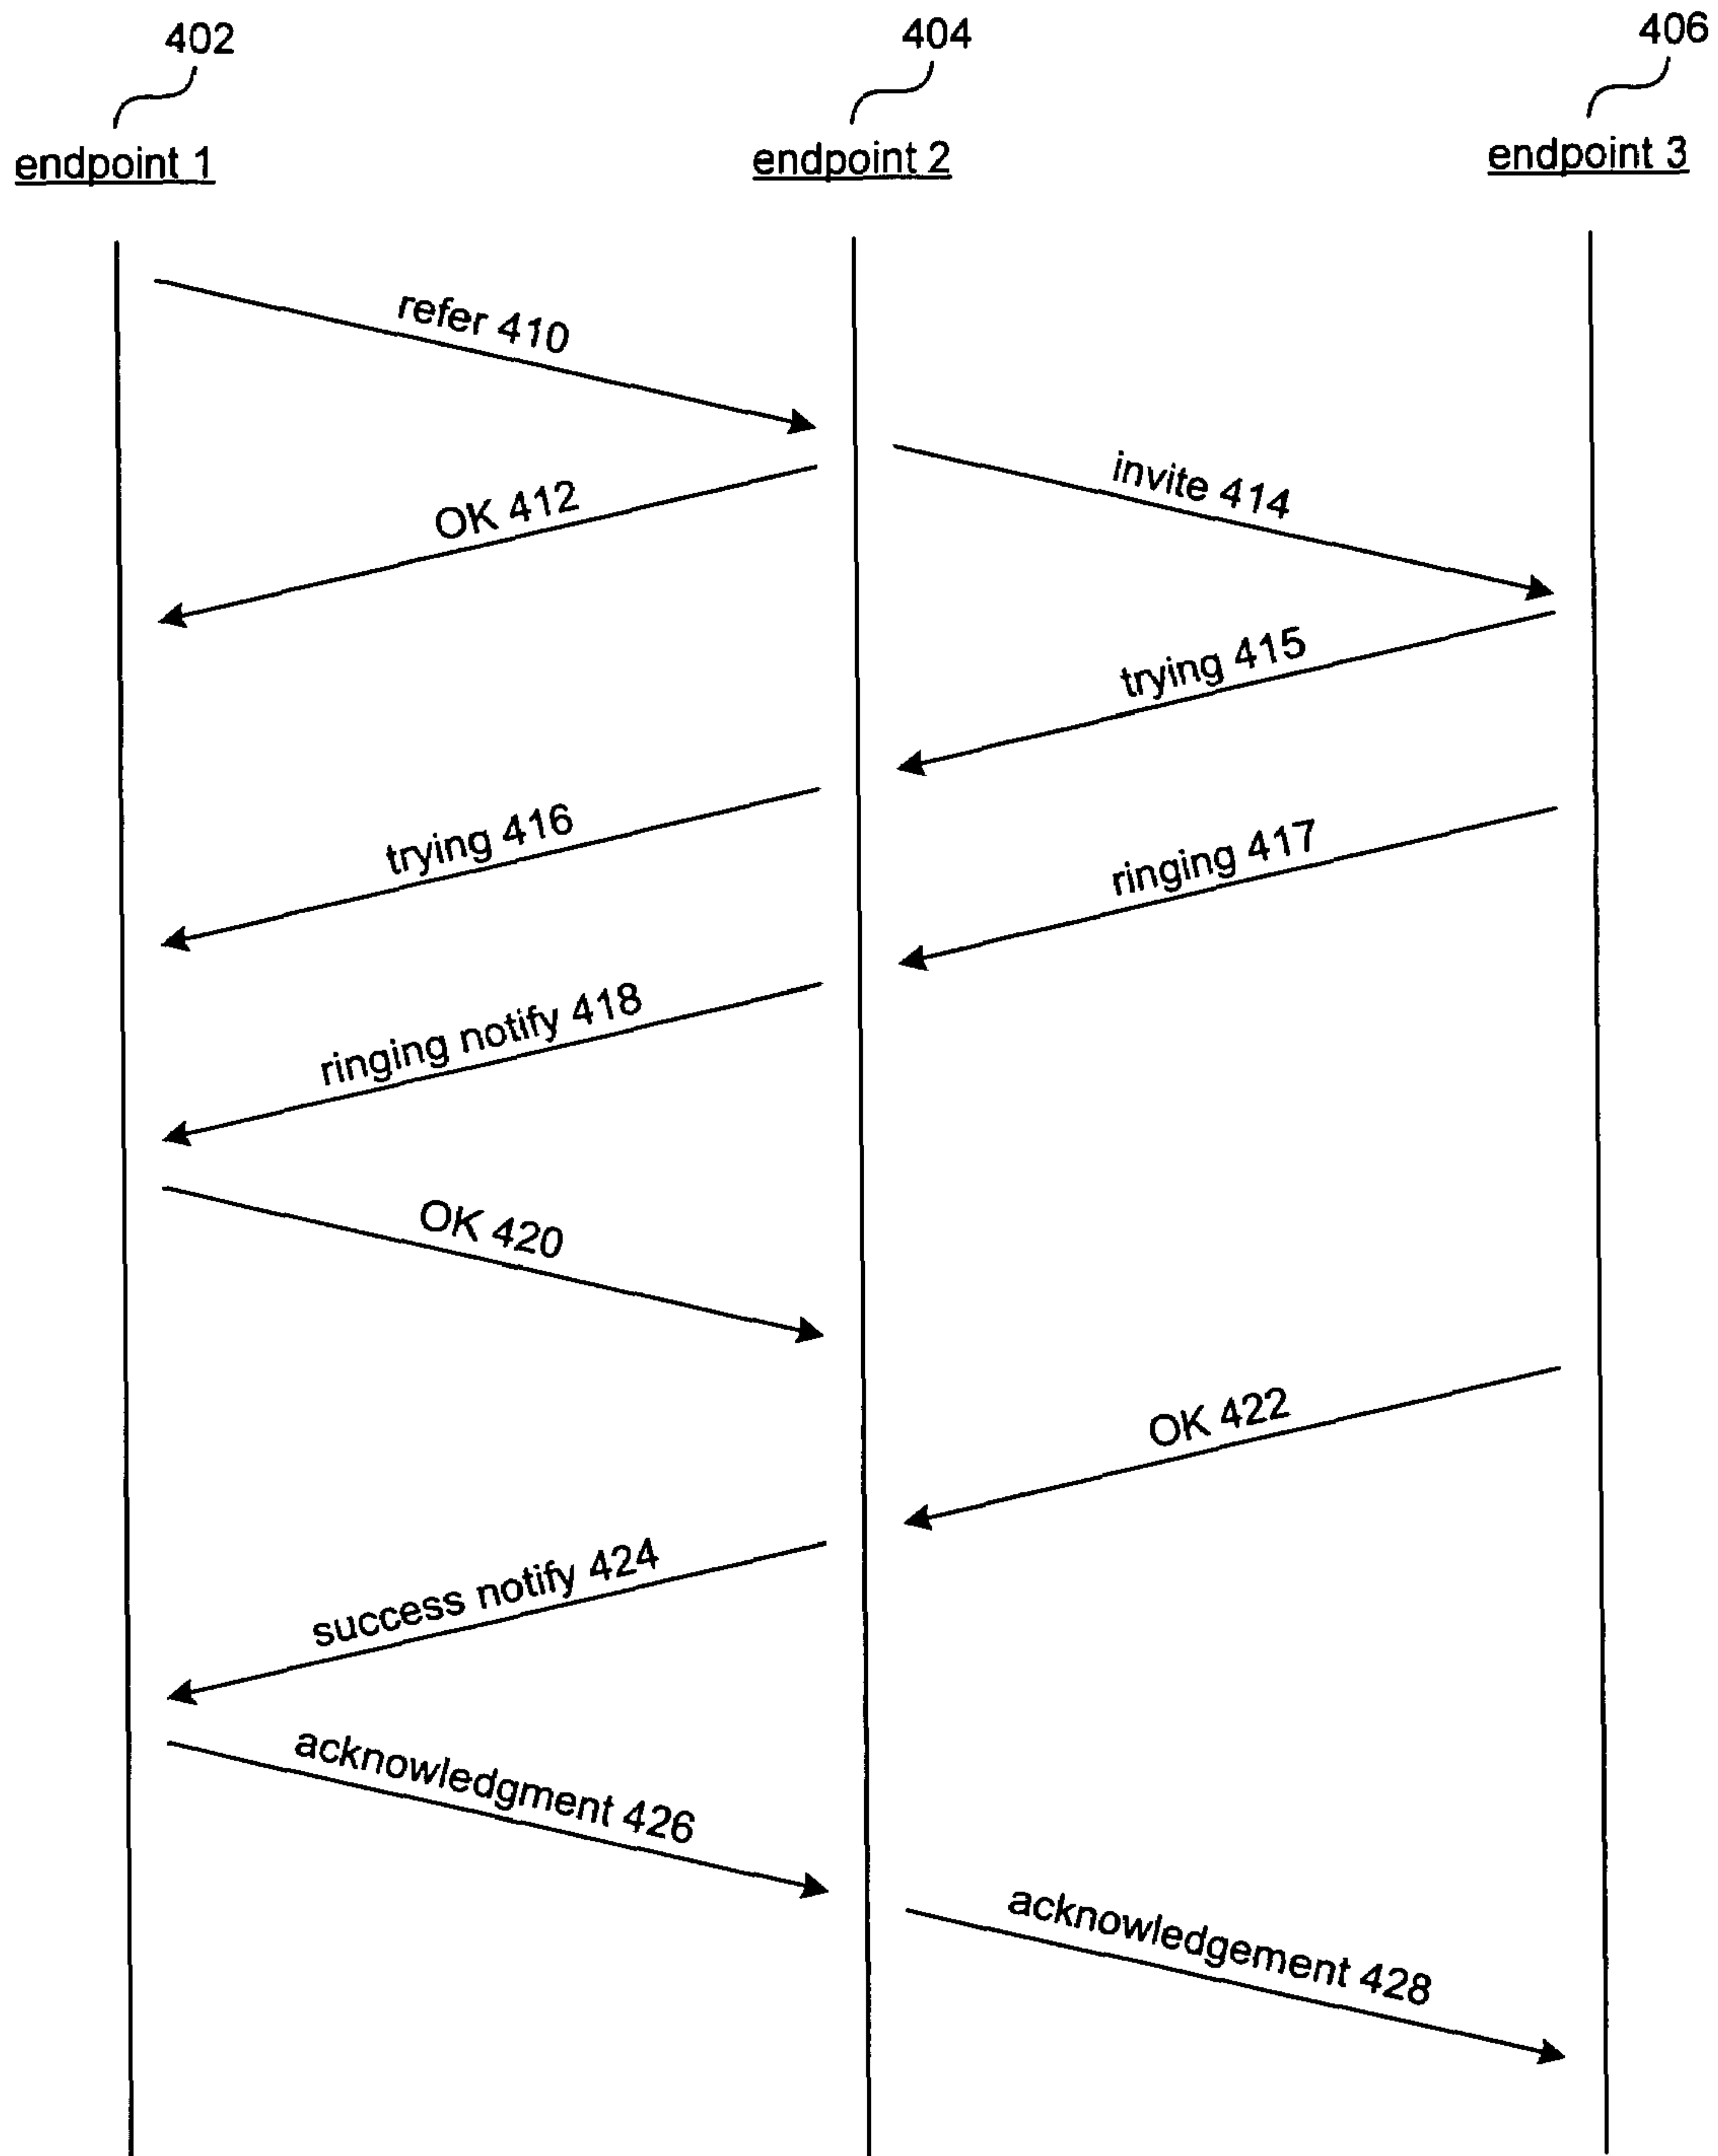 402
404
406
endpoint 1
endpoint 2
endpoint 3
refer 410
invite 414
OK 412
trying 415
trying 416
ringing 417
ringing notify 418
OK 420
OK 422
success notify 424
acknowledgment 426
acknowledgement 428